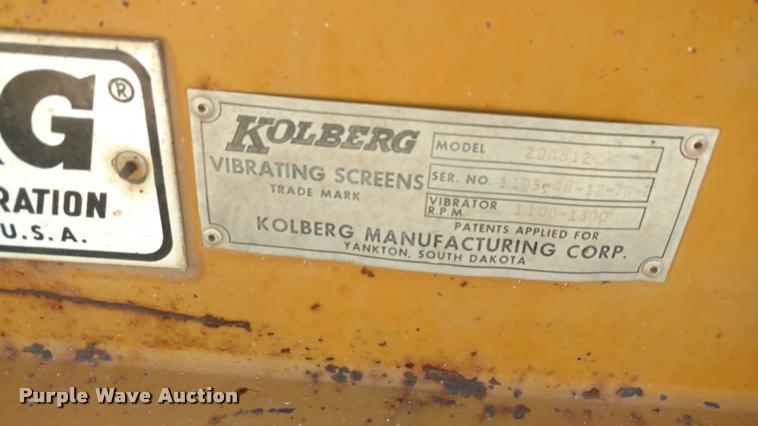 G®
RATION
U.S.A.
KOLBERG
VIBRATING SCREENS
TRADE MARK
MODEL
SER. NO.
VIBRATOR
R.P.M. 1100-1300
PATENTS APPLIED FOR
KOLBERG MANUFACTURING CORP.
YANKTON, SOUTH DAKOTA
Purple Wave Auction